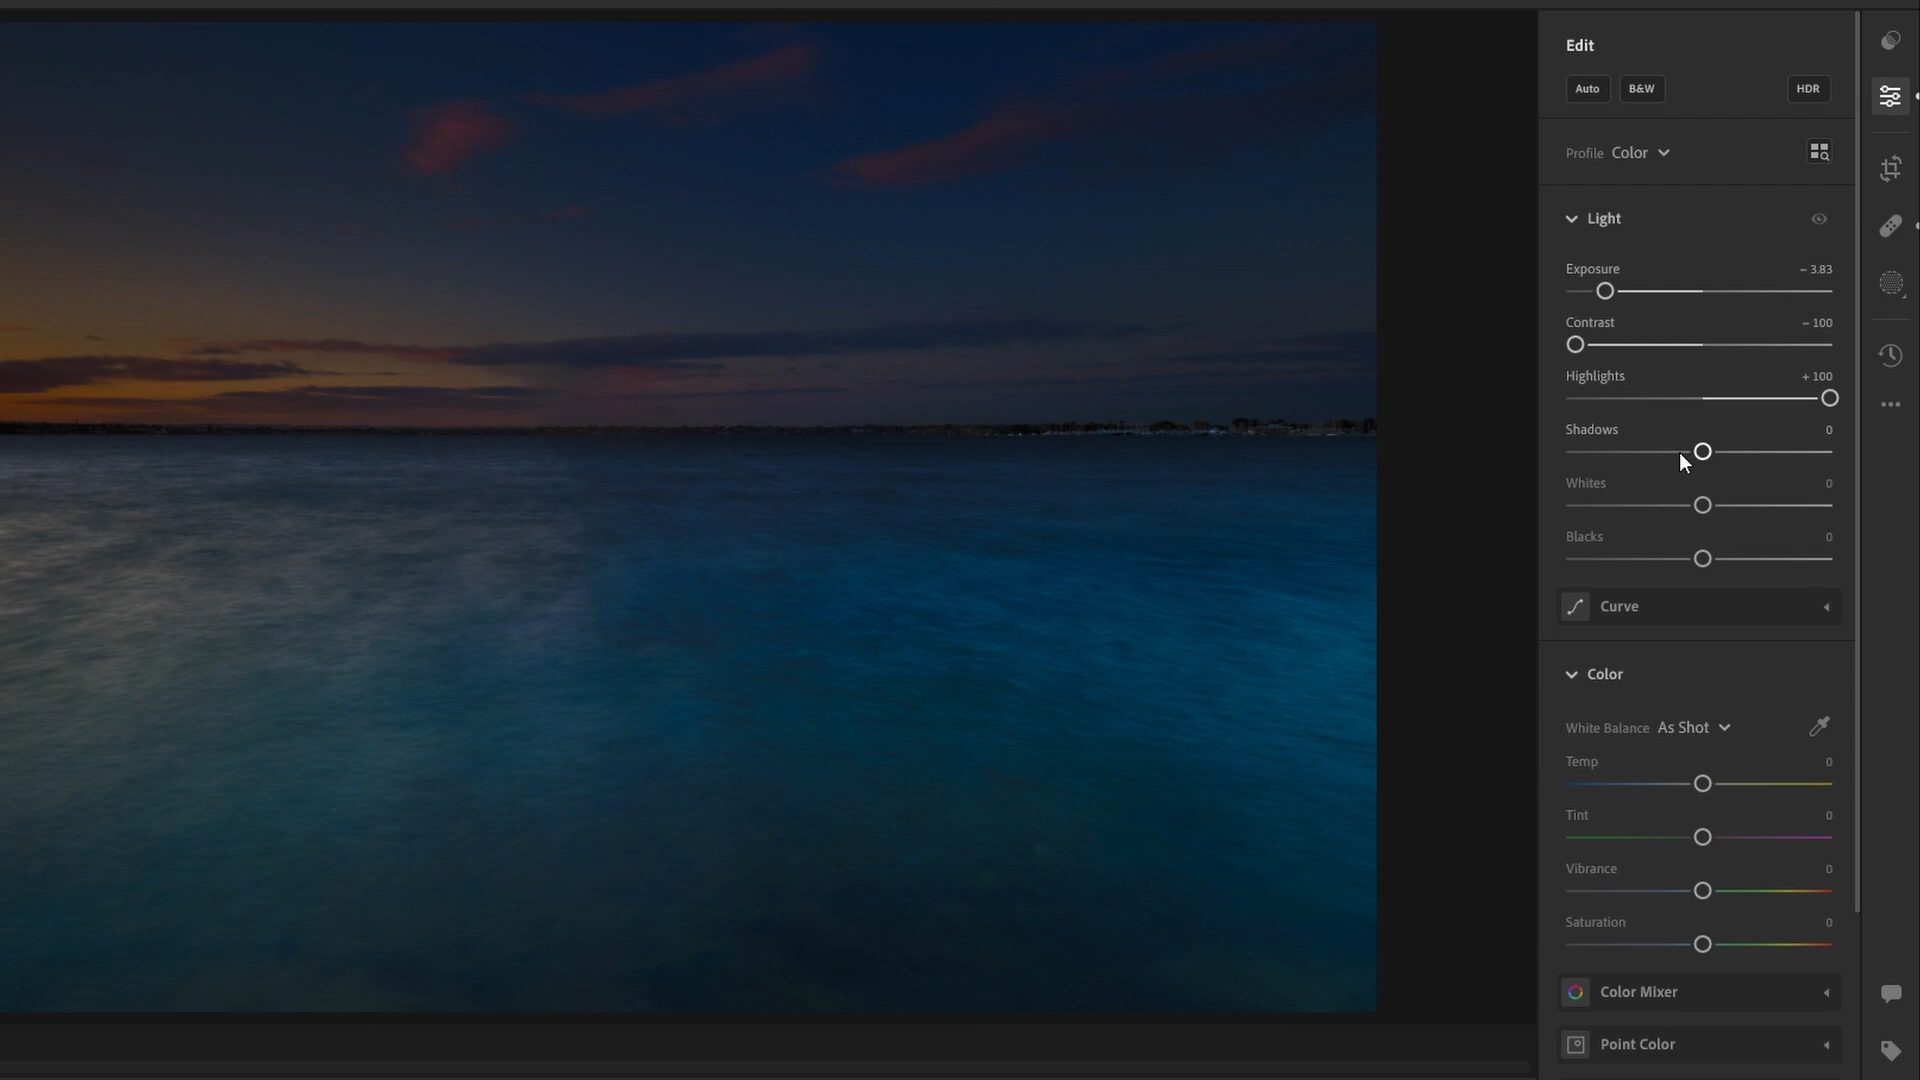 Edit
Auto B&W HDR
Profile Color
Light
Exposure − 3.83
Contrast − 100
Highlights + 100
Shadows 0
Whites 0
Blacks 0
Curve
Color
White Balance As Shot
Temp 0
Tint 0
Vibrance 0
Saturation 0
Color Mixer
Point Color